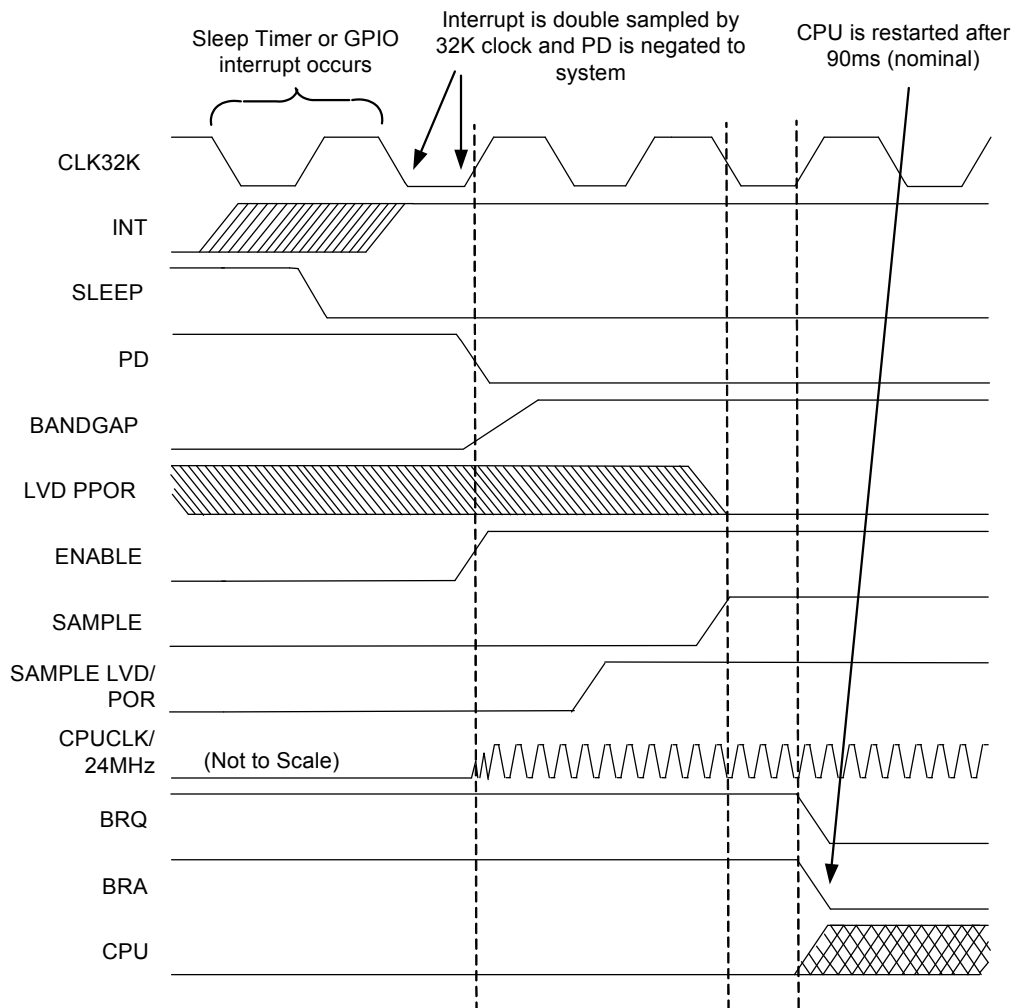 Sleep Timer or GPIO
interrupt occurs
Interrupt is double sampled by
32K clock and PD is negated to
system
CPU is restarted after
90ms (nominal)
CLK32K
INT
SLEEP
PD
BANDGAP
LVD PPOR
ENABLE
SAMPLE
SAMPLE LVD/
POR
CPUCLK/
24MHz
(Not to Scale)
BRQ
BRA
CPU